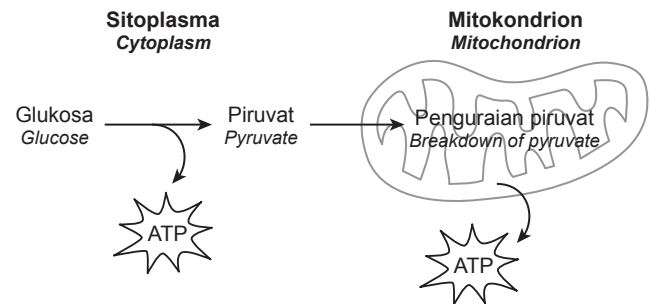 Sitoplasma
Cytoplasm
Mitokondrion
Mitochondrion
Glukosa
Glucose
Piruvat
Pyruvate
Penguraian piruvat
Breakdown of pyruvate
ATP
ATP